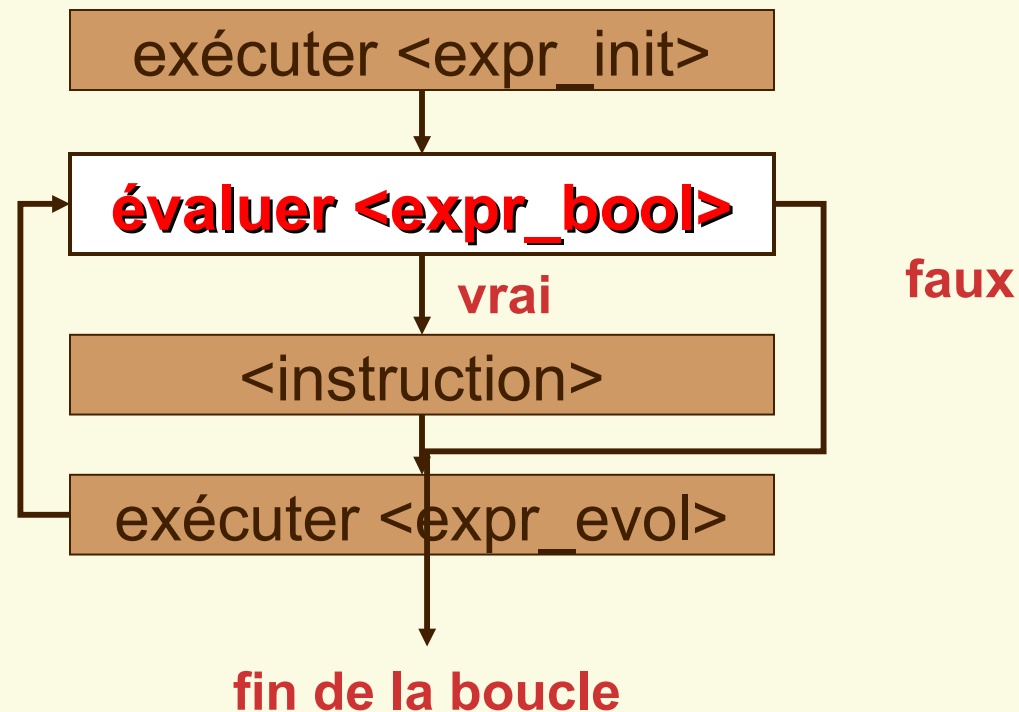 exécuter <expr_init>
évaluer <expr_bool>
vrai
faux
<instruction>
exécuter <expr_evol>
fin de la boucle